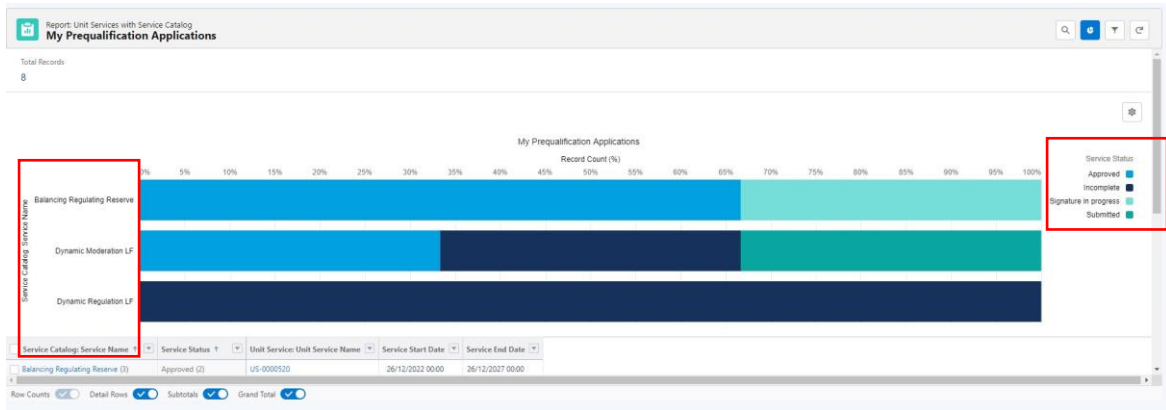 Report: Unit Services with Service Catalog
My Prequalification Applications
Total Records
8
My Prequalification Applications
Record Count (%)
0% 5% 10% 15% 20% 25% 30% 35% 40% 45% 50% 55% 60% 65% 70% 75% 80% 85% 90% 95% 100%
Service Catalog: Service Name
Balancing Regulating Reserve
Dynamic Moderation LF
Dynamic Regulation LF
Service Status
Approved
Incomplete
Signature in progress
Submitted
Service Catalog: Service Name ↑ Service Status ↑ Unit Service: Unit Service Name Service Start Date Service End Date
Balancing Regulating Reserve (3) Approved (2) US-0000520 26/12/2022 00:00 26/12/2027 00:00
Row Counts Detail Rows Subtotals Grand Total